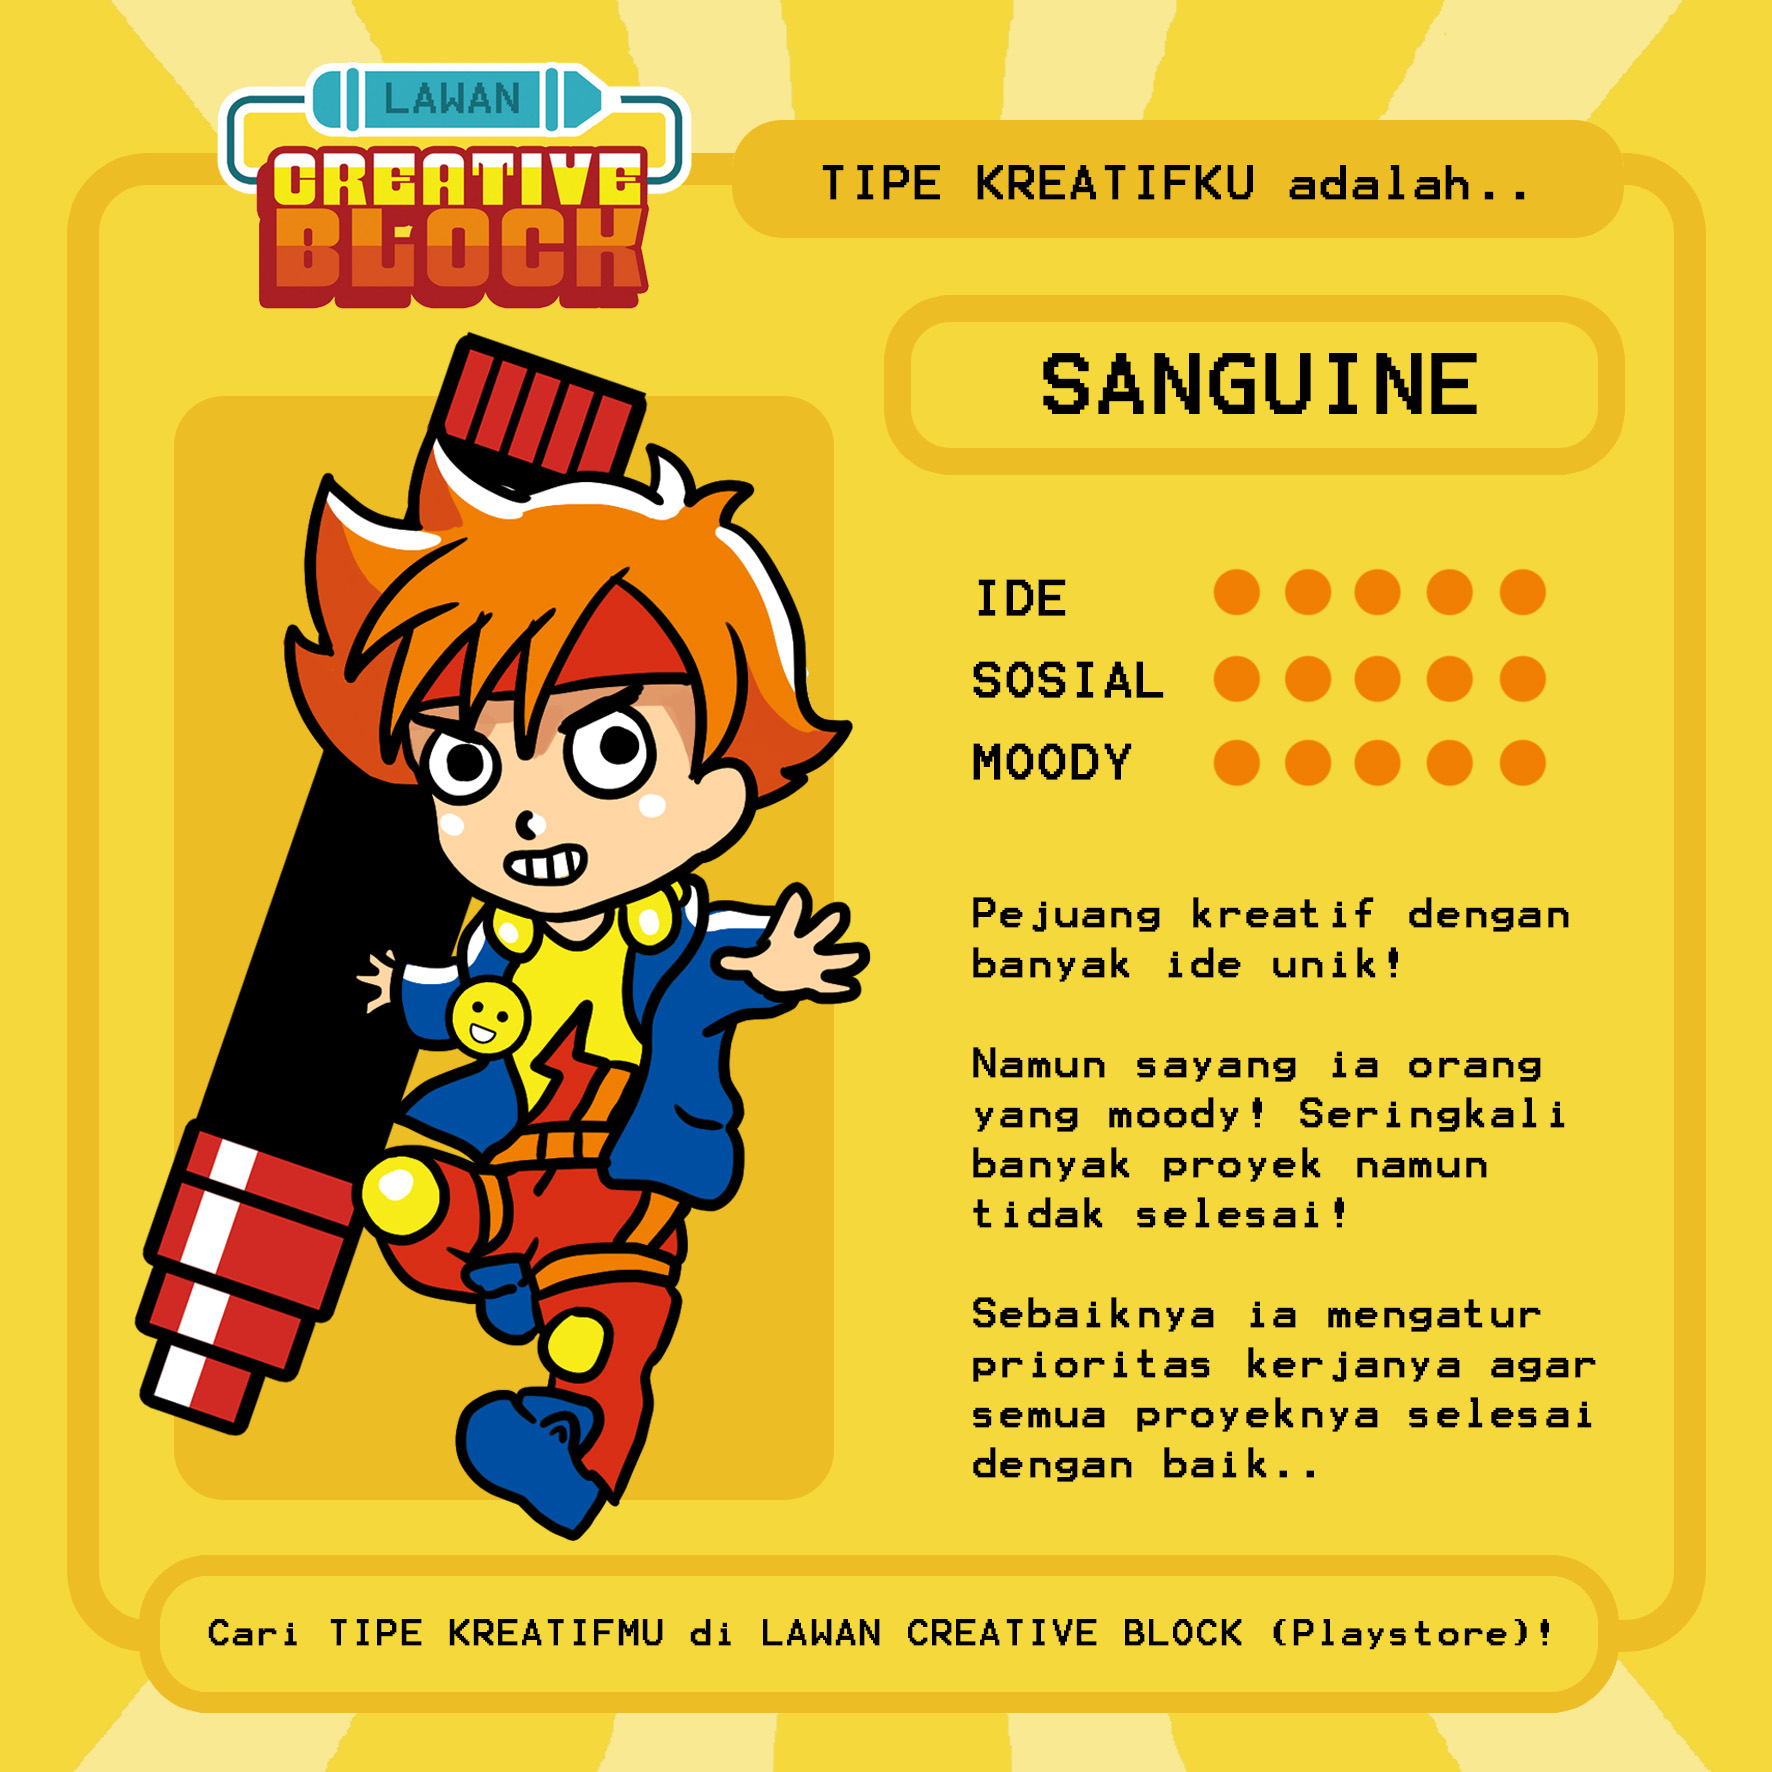 LAWAN
CREATIVE
BLOCK
TIPE KREATIFKU adalah..
SANGUINE
IDE
SOSIAL
MOODY
Pejuang kreatif dengan
banyak ide unik!
Namun sayang ia orang
yang moody! Seringkali
banyak proyek namun
tidak selesai!
Sebaiknya ia mengatur
prioritas kerjanya agar
semua proyeknya selesai
dengan baik..
Cari TIPE KREATIFMU di LAWAN CREATIVE BLOCK (Playstore)!